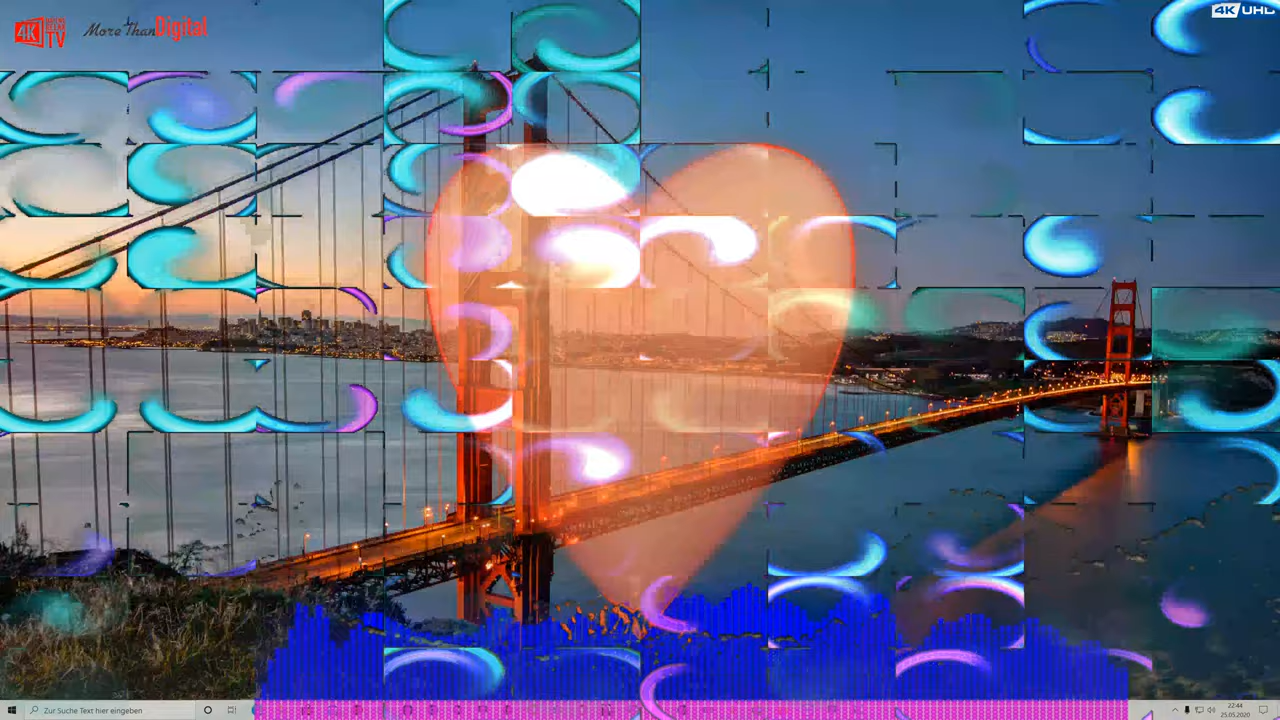 4K
TV
More Than Digital
4K UHD
Zur Suche Text hier eingeben
22:44
25.05.2020